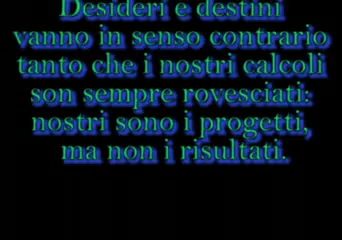 Desideri e destini
vanno in senso contrario
tanto che i nostri calcoli
son sempre rovesciati:
nostri sono i progetti,
ma non i risultati.